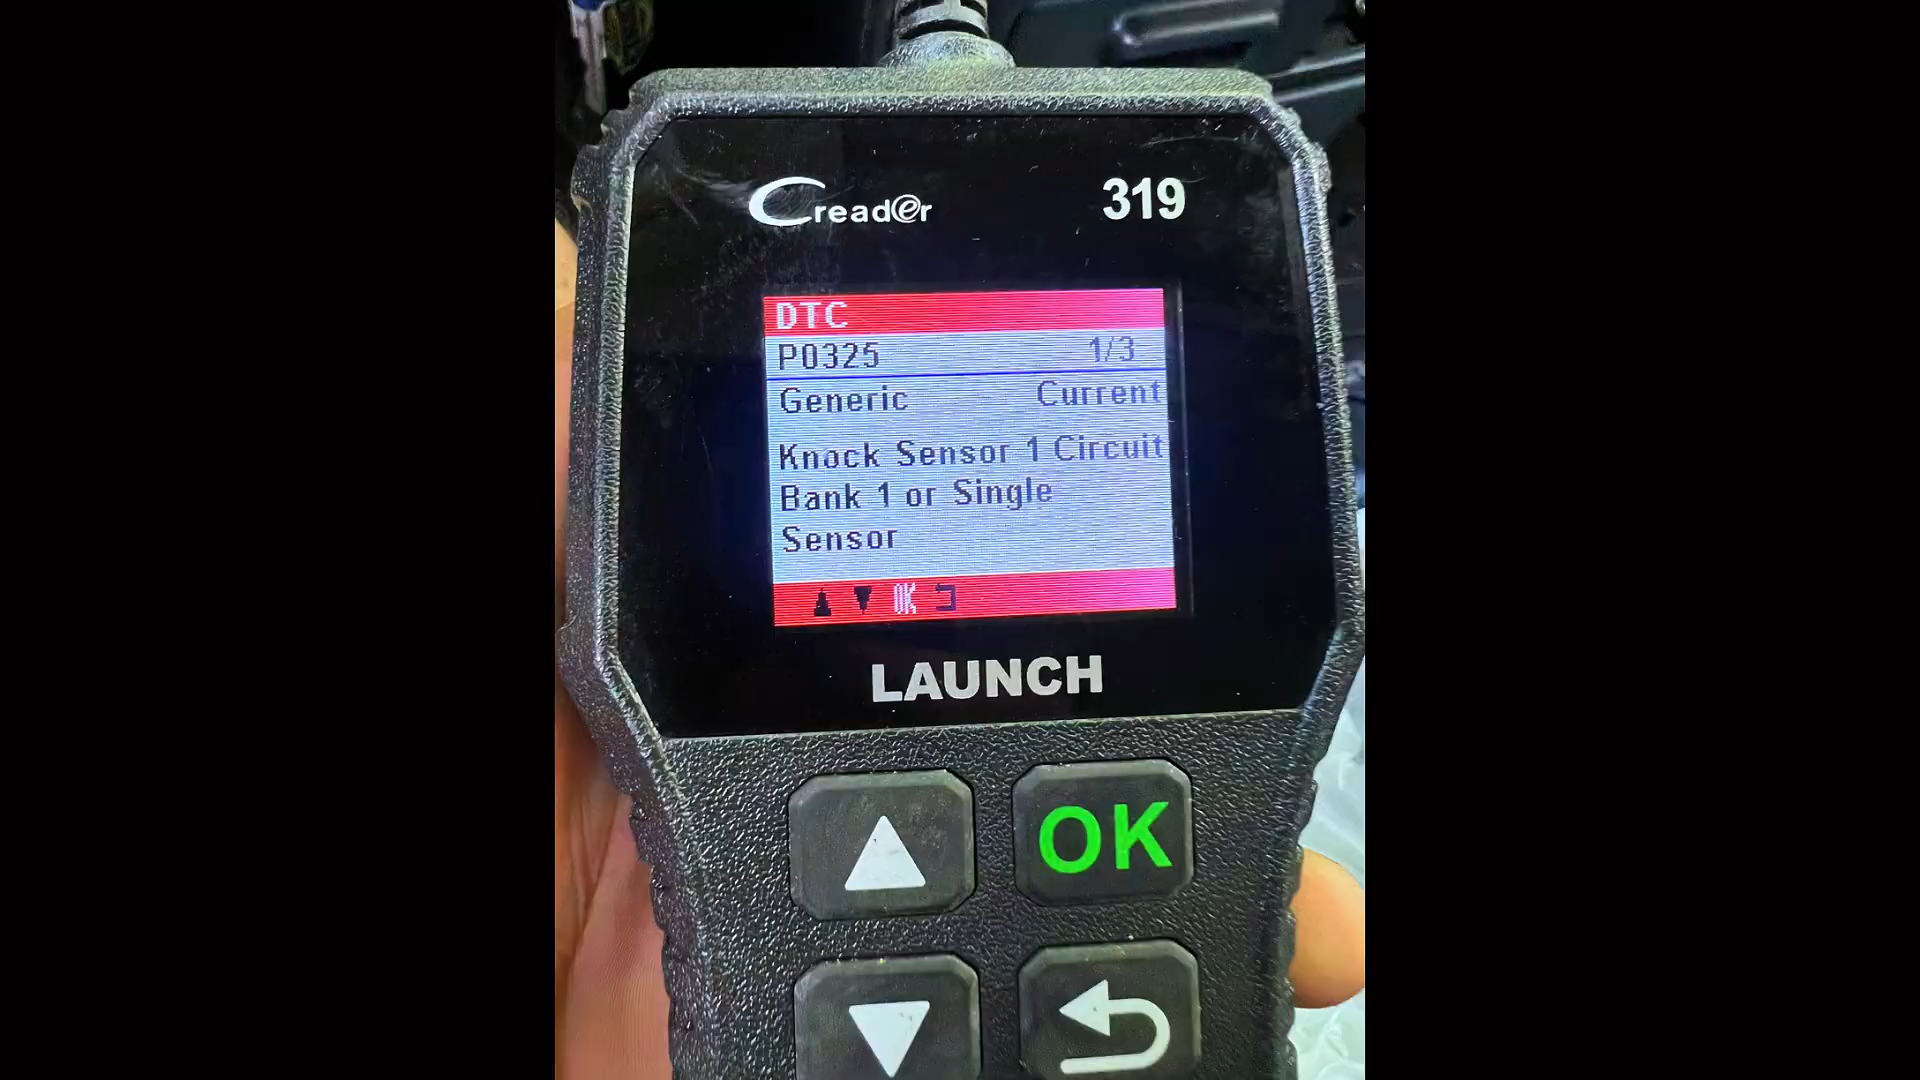 Creader 319
DTC
P0325 1/3
Generic Current
Knock Sensor 1 Circuit
Bank 1 or Single
Sensor
OK
LAUNCH
OK